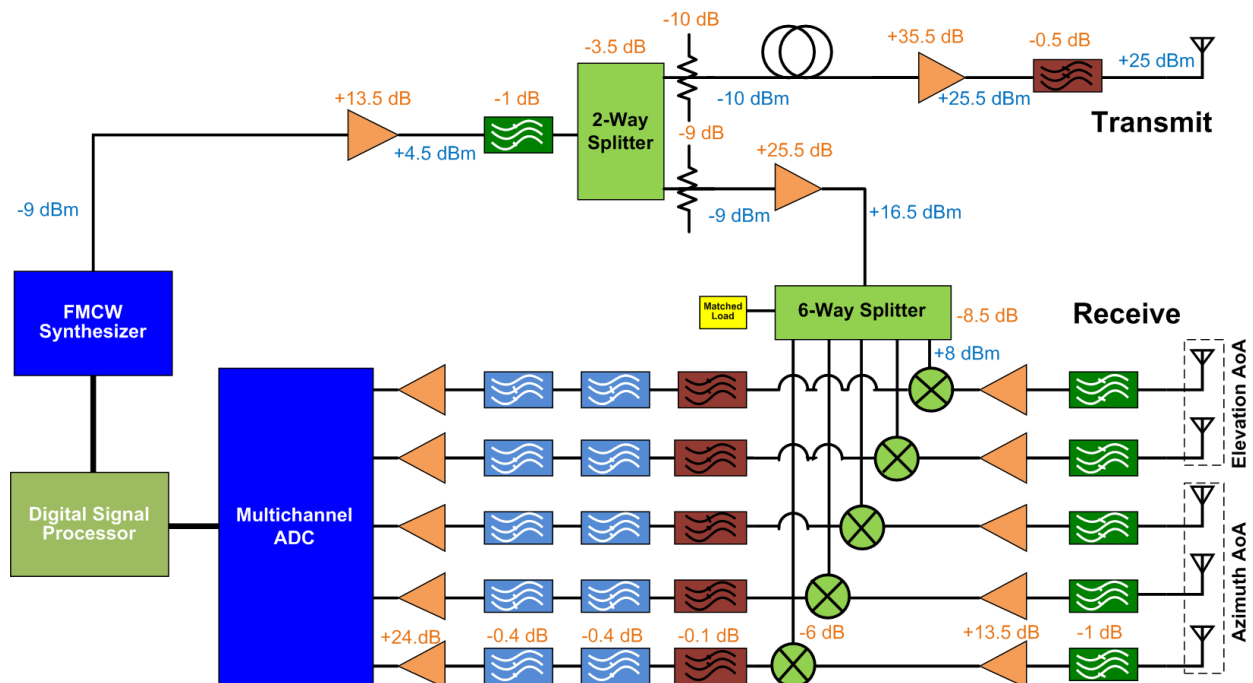 -10 dB
-3.5 dB
+35.5 dB
-0.5 dB
+25 dBm
+13.5 dB
-1 dB
-10 dBm
+25.5 dBm
2-Way
Splitter
Transmit
-9 dB
+4.5 dBm
+25.5 dB
-9 dBm
-9 dBm
+16.5 dBm
FMCW
Synthesizer
Matched
Load
6-Way Splitter
-8.5 dB
Receive
+8 dBm
Elevation AoA
Digital Signal
Processor
Multichannel
ADC
Azimuth AoA
+24.dB
-0.4 dB
-0.4 dB
-0.1 dB
-6 dB
+13.5 dB
-1 dB